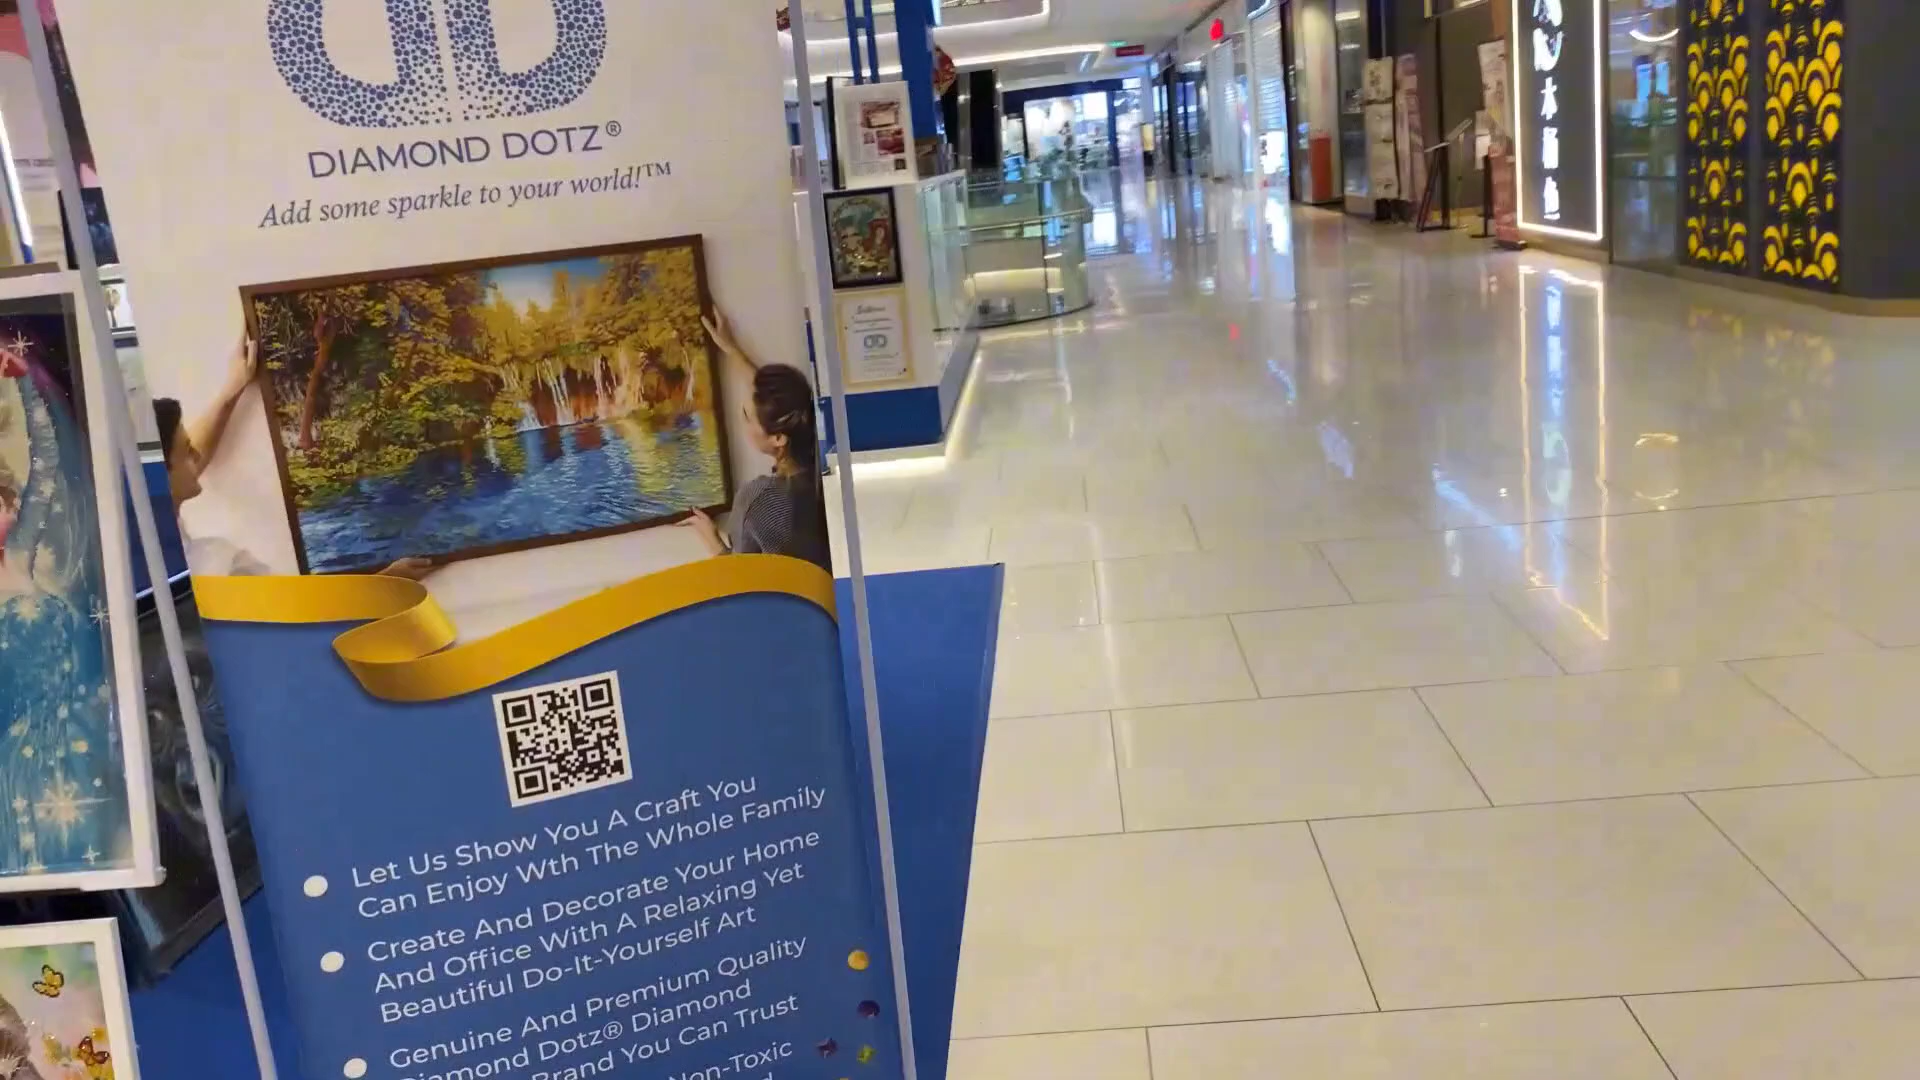 DIAMOND DOTZ®
Add some sparkle to your world!™
Let Us Show You A Craft You
Can Enjoy Wth The Whole Family
Create And Decorate Your Home
And Office With A Relaxing Yet
Beautiful Do-It-Yourself Art
Genuine And Premium Quality
Diamond Dotz® Diamond
Brand You Can Trust
Non-Toxic